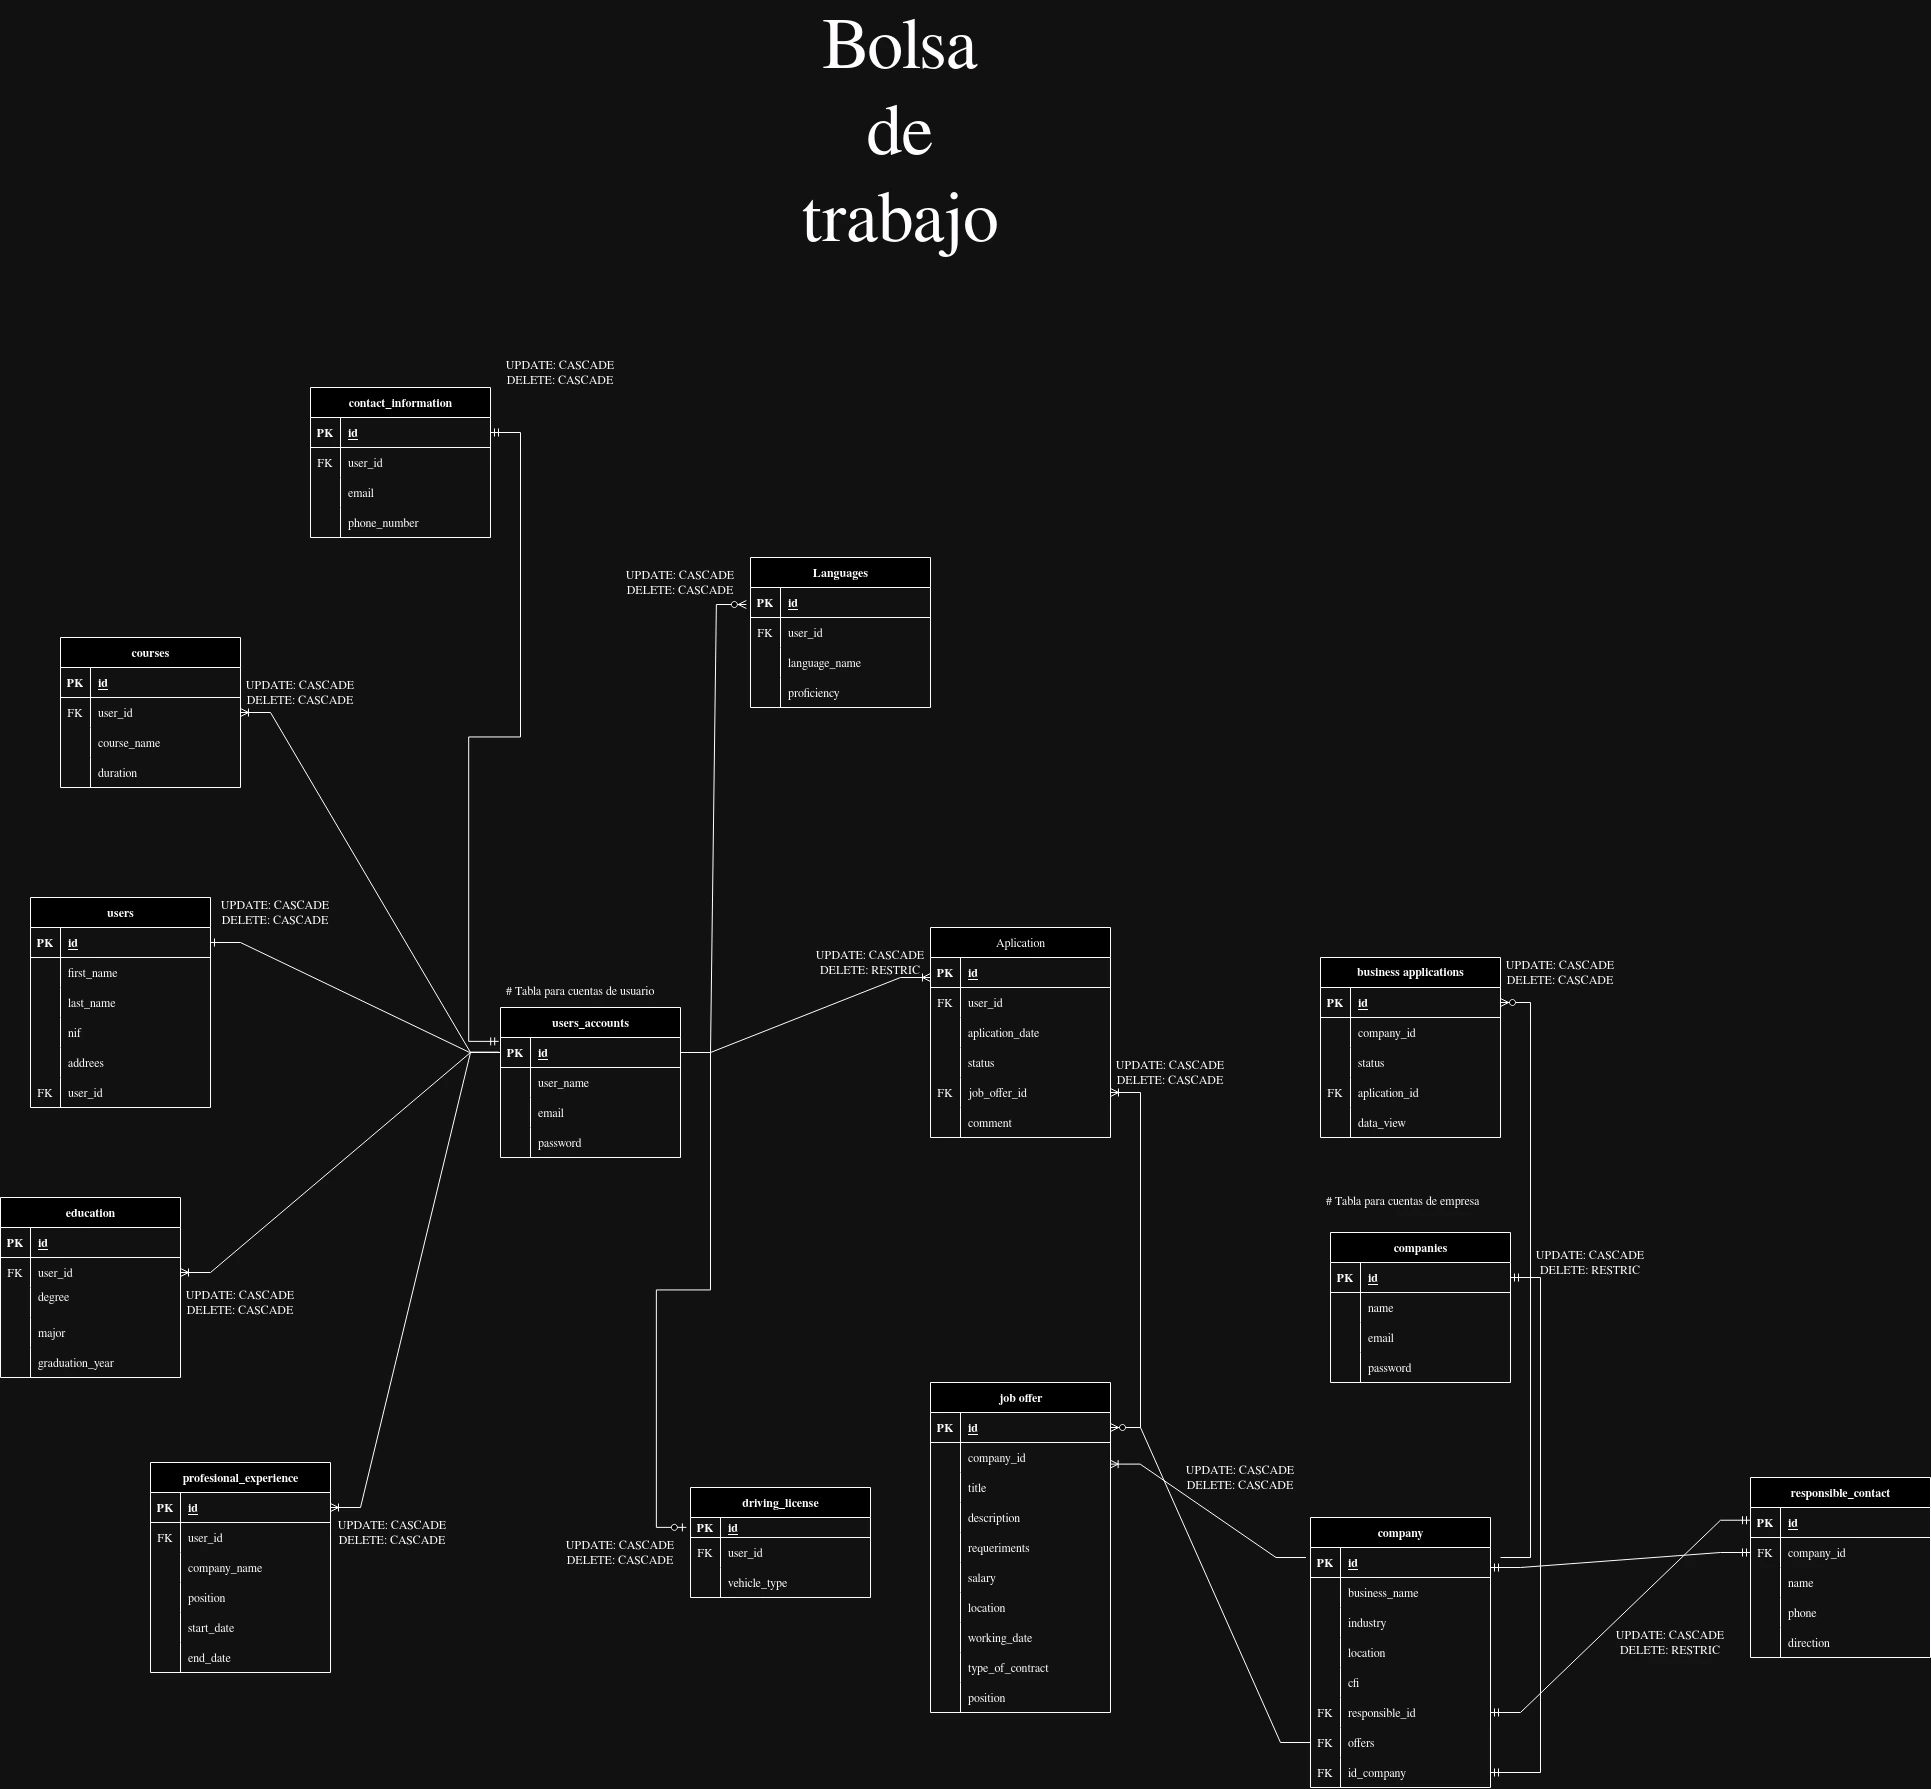 Bolsa
de
trabajo
UPDATE: CASCADE
DELETE: CASCADE
contact_information
PK id
FK user_id
email
phone_number
UPDATE: CASCADE
DELETE: CASCADE
Languages
PK id
FK user_id
language_name
proficiency
courses
PK id
FK user_id
course_name
duration
UPDATE: CASCADE
DELETE: CASCADE
users
PK id
first_name
last_name
nif
addrees
FK user_id
UPDATE: CASCADE
DELETE: CASCADE
# Tabla para cuentas de usuario
users_accounts
PK id
user_name
email
password
UPDATE: CASCADE
DELETE: RESTRIC
Aplication
PK id
FK user_id
aplication_date
status
FK job_offer_id
comment
UPDATE: CASCADE
DELETE: CASCADE
business applications
PK id
company_id
status
FK aplication_id
data_view
UPDATE: CASCADE
DELETE: CASCADE
# Tabla para cuentas de empresa
companies
PK id
name
email
password
UPDATE: CASCADE
DELETE: RESTRIC
education
PK id
FK user_id
degree
major
graduation_year
UPDATE: CASCADE
DELETE: CASCADE
profesional_experience
PK id
FK user_id
company_name
position
start_date
end_date
UPDATE: CASCADE
DELETE: CASCADE
UPDATE: CASCADE
DELETE: CASCADE
driving_license
PK id
FK user_id
vehicle_type
job offer
PK id
company_id
title
description
requeriments
salary
location
working_date
type_of_contract
position
UPDATE: CASCADE
DELETE: CASCADE
company
PK id
business_name
industry
location
cfi
FK responsible_id
FK offers
FK id_company
UPDATE: CASCADE
DELETE: RESTRIC
responsible_contact
PK id
FK company_id
name
phone
direction